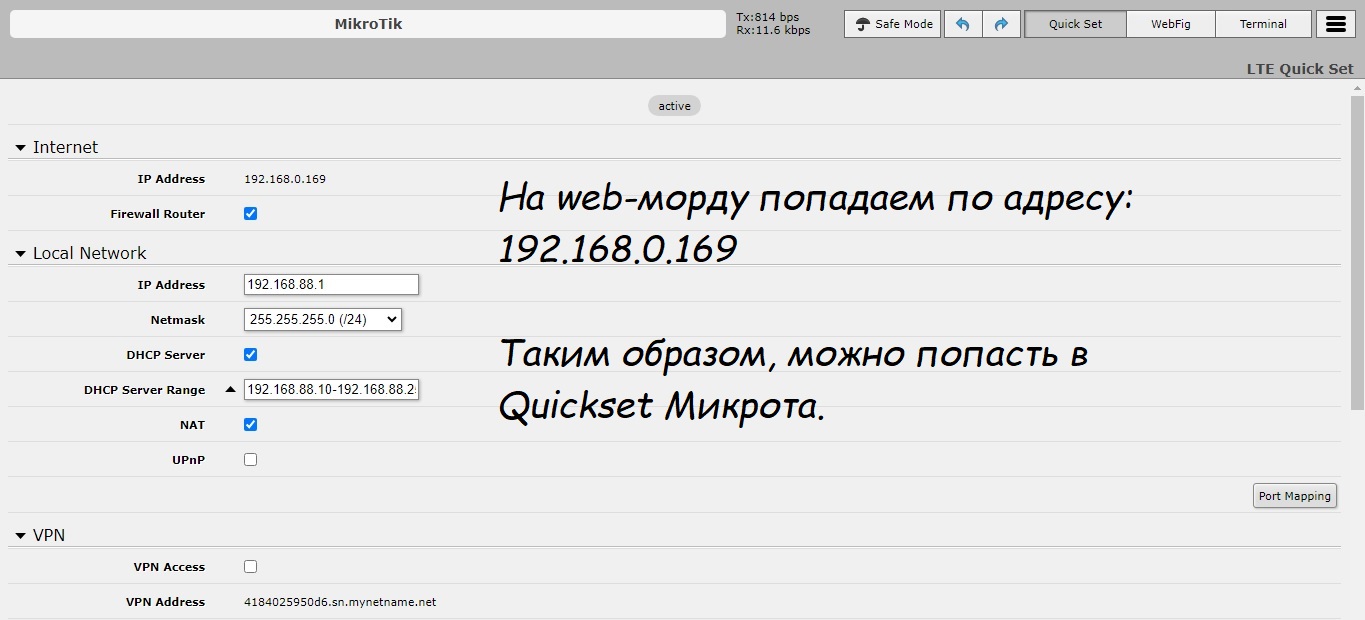 MikroTik
Tx:814 bps
Rx:11.6 kbps
Safe Mode
Quick Set
WebFig
Terminal
LTE Quick Set
active
Internet
IP Address 192.168.0.169
Firewall Router
На web-морду попадаем по адресу:
192.168.0.169
Local Network
IP Address 192.168.88.1
Netmask 255.255.255.0 (/24)
DHCP Server
Таким образом, можно попасть в
Quickset Микрота.
DHCP Server Range 192.168.88.10-192.168.88.2
NAT
UPnP
Port Mapping
VPN
VPN Access
VPN Address 4184025950d6.sn.mynetname.net